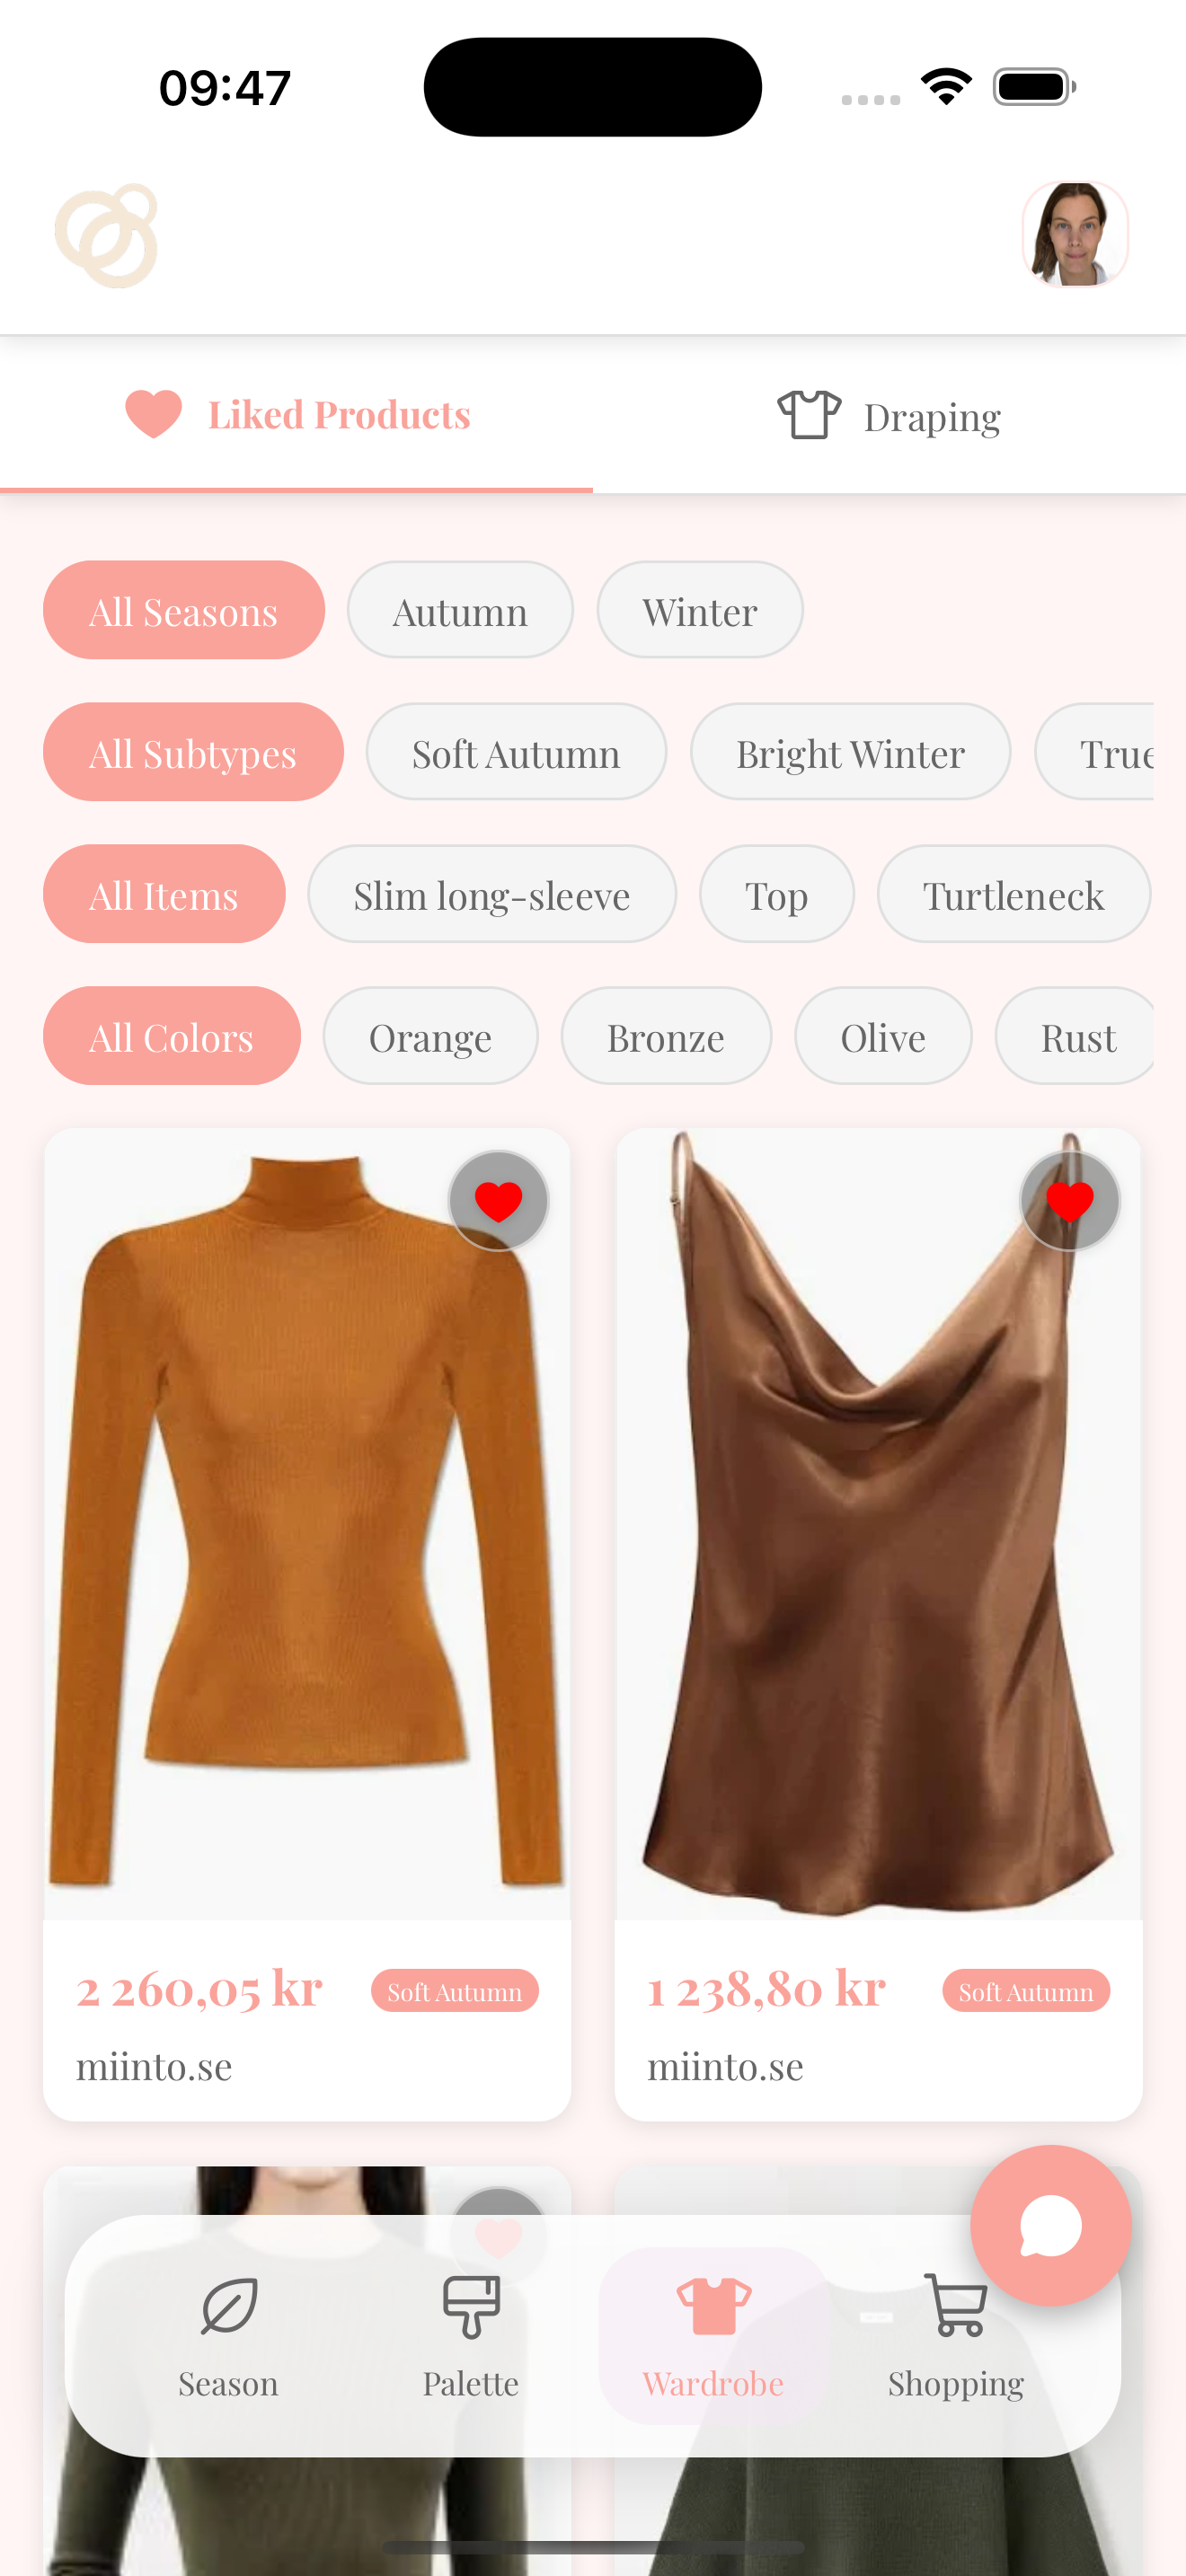 09:47
Liked Products
Draping
All Seasons
Autumn
Winter
All Subtypes
Soft Autumn
Bright Winter
True
All Items
Slim long-sleeve
Top
Turtleneck
All Colors
Orange
Bronze
Olive
Rust
2 260,05 kr
Soft Autumn
miinto.se
1 238,80 kr
Soft Autumn
miinto.se
Season
Palette
Wardrobe
Shopping